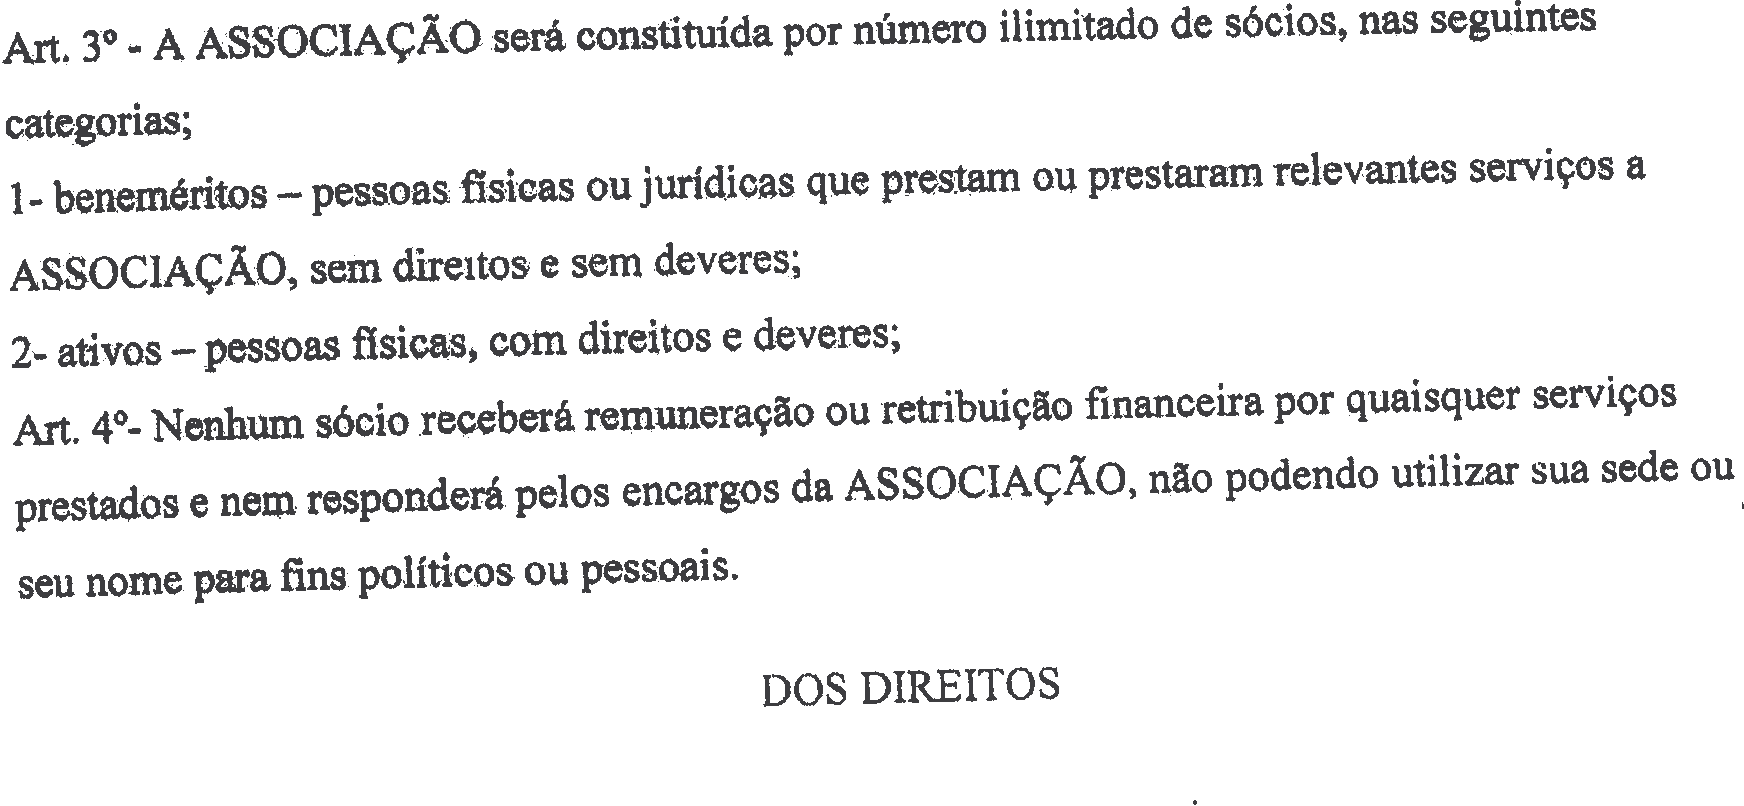 Art. 3º - A ASSOCIAÇÃO será constituída por número ilimitado de sócios, nas seguintes
categorias;
1- beneméritos – pessoas físicas ou jurídicas que prestam ou prestaram relevantes serviços a
ASSOCIAÇÃO, sem direitos e sem deveres;
2- ativos – pessoas físicas, com direitos e deveres;
Art. 4º- Nenhum sócio receberá remuneração ou retribuição financeira por quaisquer serviços
prestados e nem responderá pelos encargos da ASSOCIAÇÃO, não podendo utilizar sua sede ou
seu nome para fins políticos ou pessoais.
DOS DIREITOS